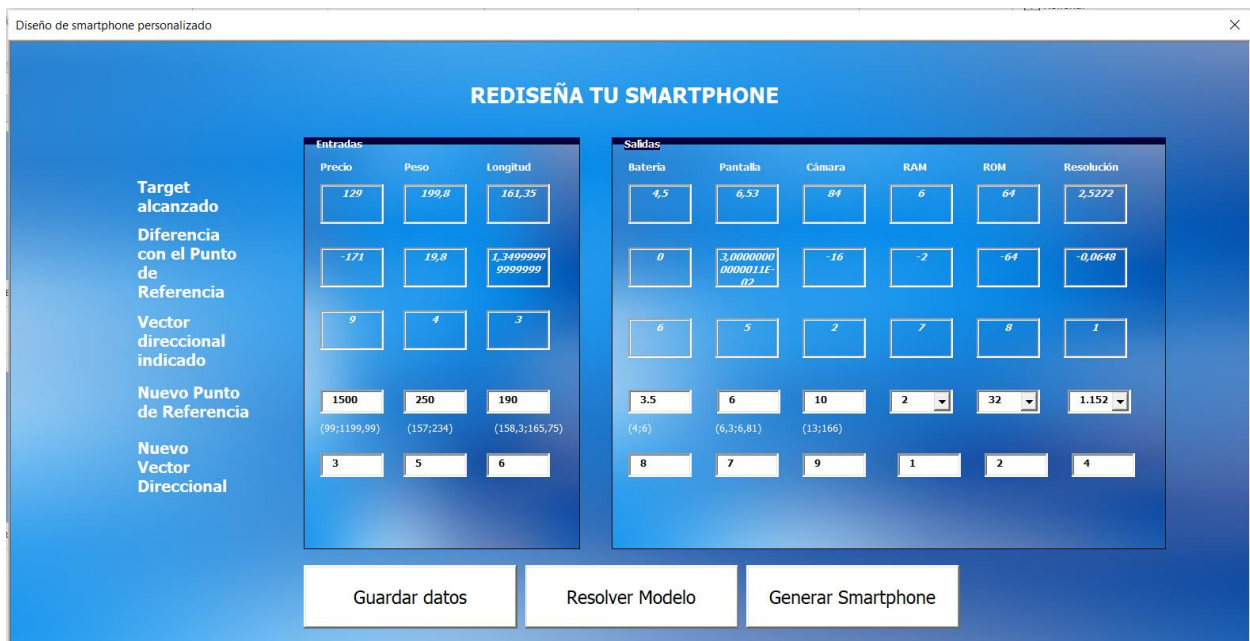 Diseño de smartphone personalizado
REDISEÑA TU SMARTPHONE
Entradas
Salidas
Precio Peso Longitud Batería Pantalla Cámara RAM ROM Resolución
Target
alcanzado
129 199,8 161,35 4,5 6,53 84 6 64 2,5272
Diferencia
con el Punto
de
Referencia
-171 19,8 1,3499999
9999999
0 3,0000000
0000011E-
02
-16 -2 -64 -0,0648
Vector
direccional
indicado
9 4 3 6 5 2 7 8 1
Nuevo Punto
de Referencia
1500 250 190 3.5 6 10 2 32 1.152
(99;1199,99) (157;234) (158,3;165,75) (4;6) (6,3;6,81) (13;166)
Nuevo
Vector
Direccional
3 5 6 8 7 9 1 2 4
Guardar datos Resolver Modelo Generar Smartphone